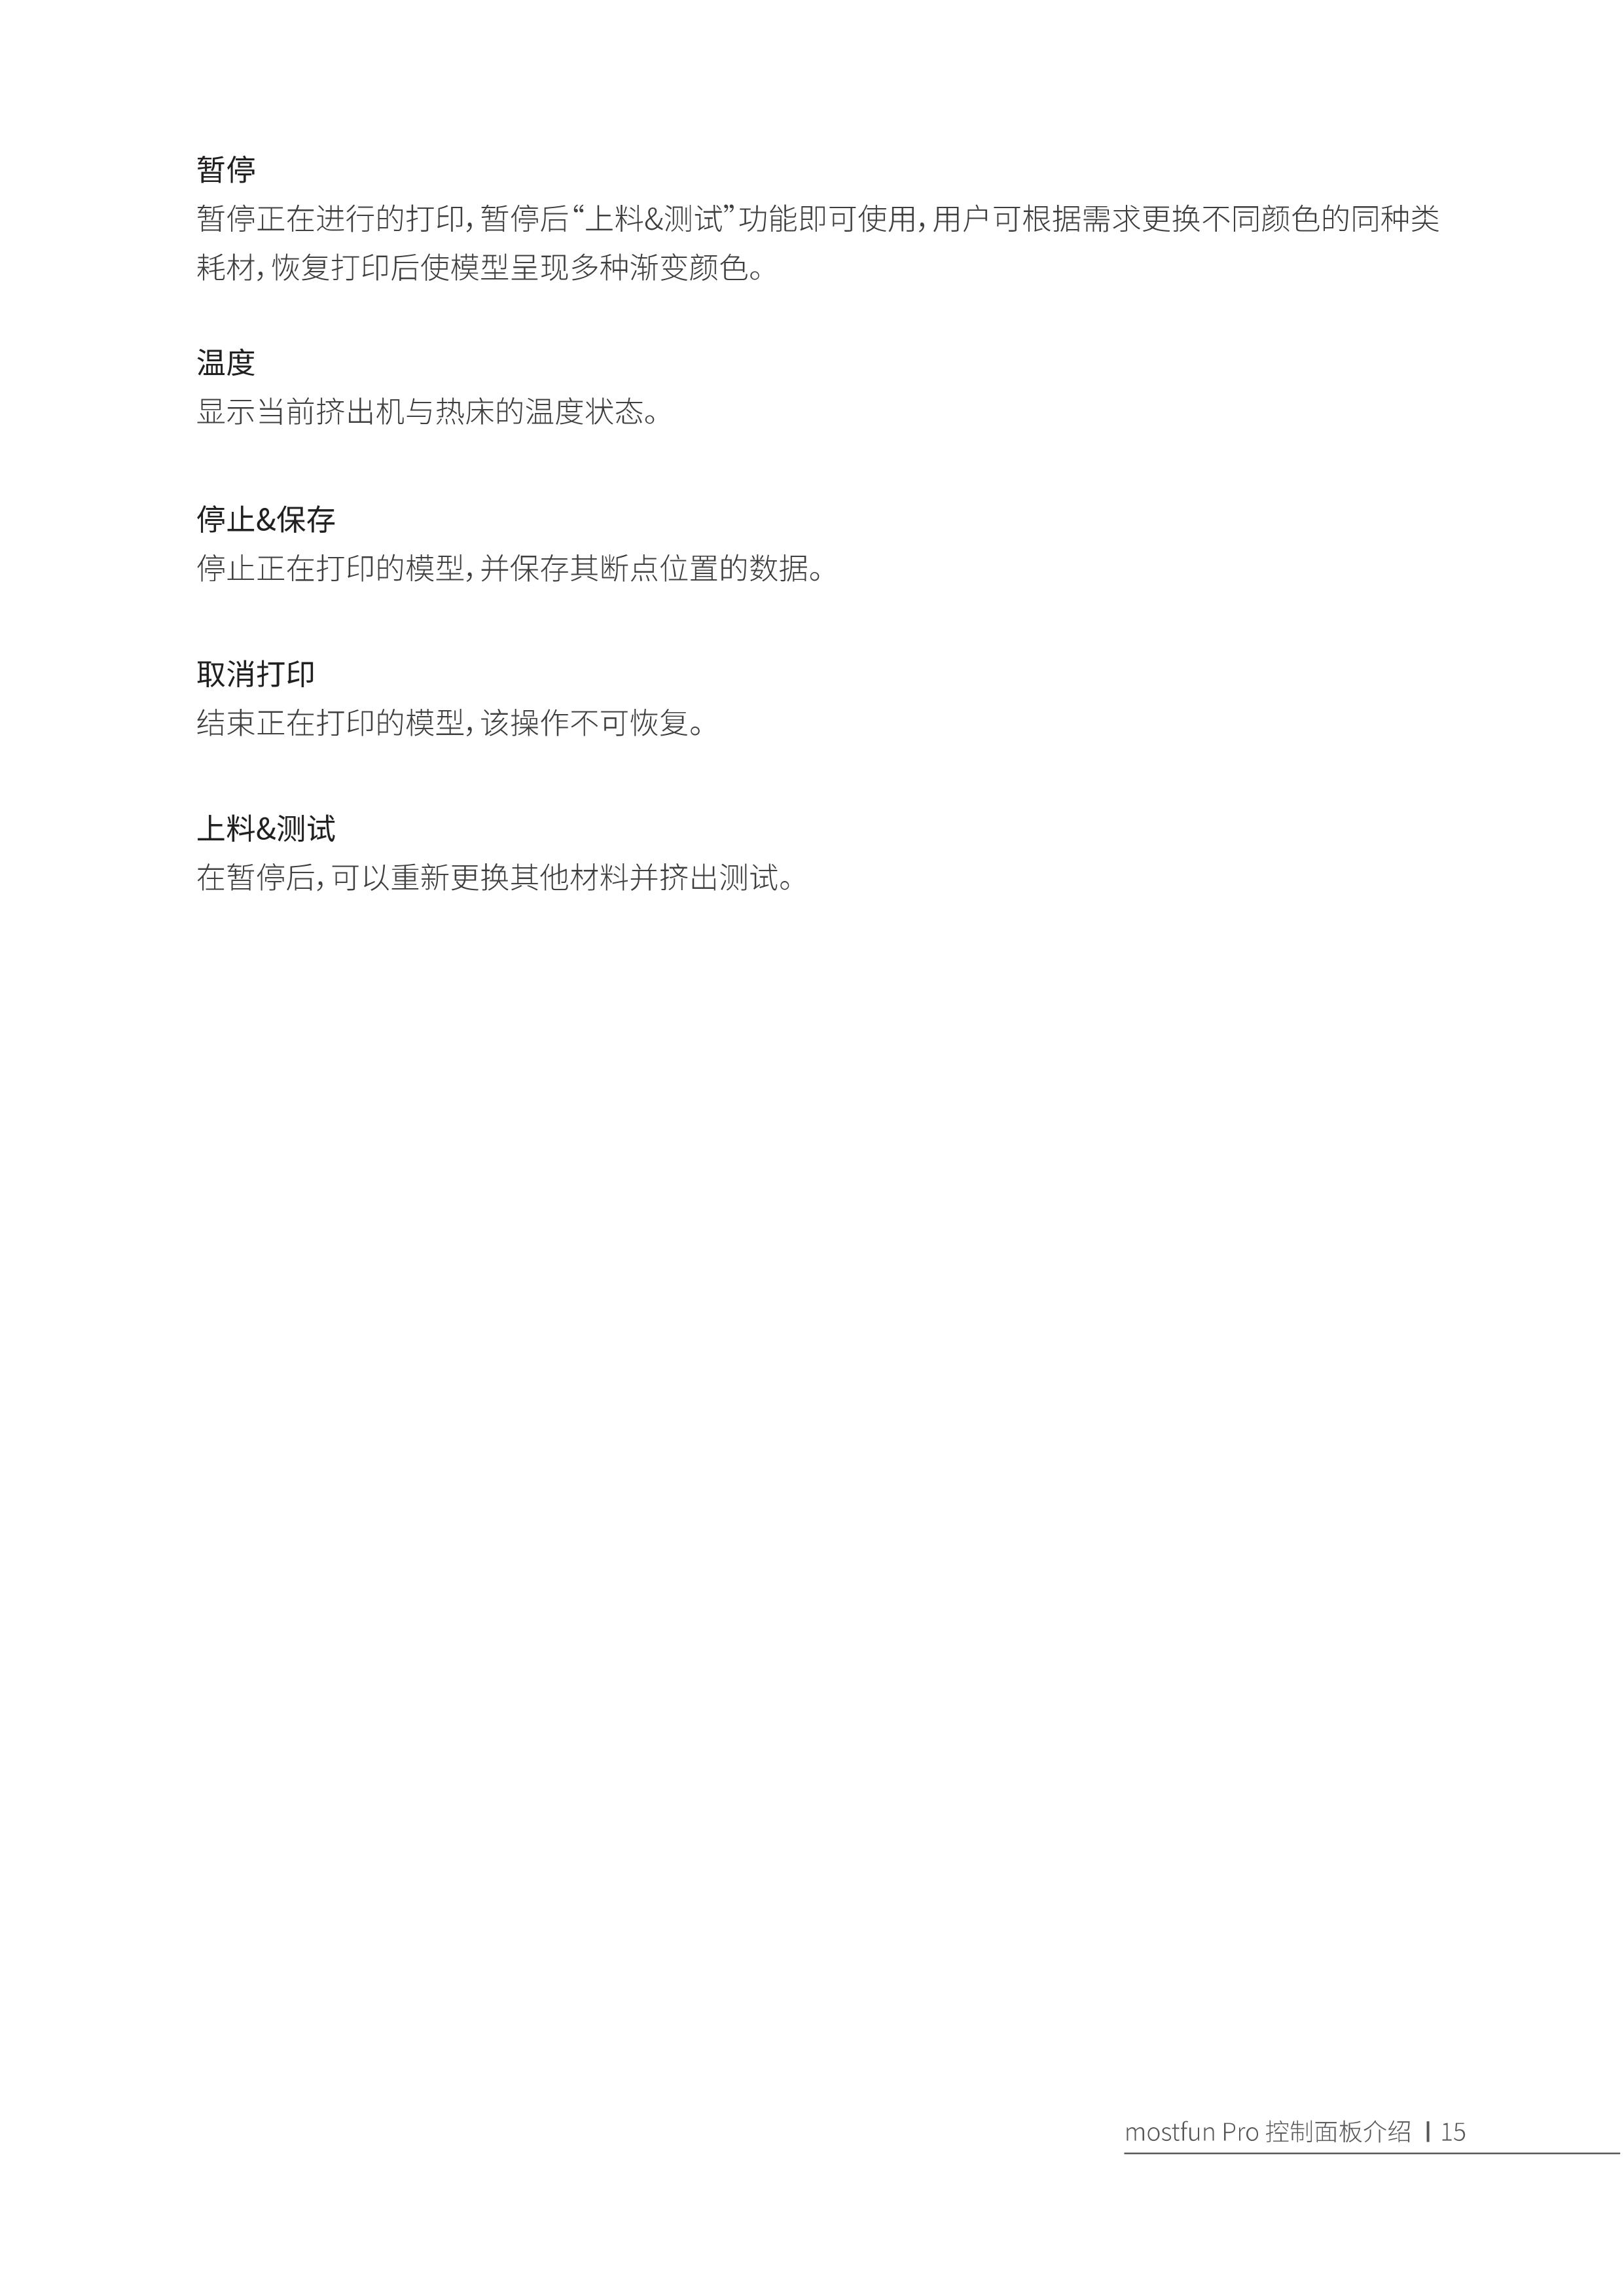 暂停
暂停正在进行的打印，暂停后“上料&测试”功能即可使用，用户可根据需求更换不同颜色的同种类
耗材，恢复打印后使模型呈现多种渐变颜色。
温度
显示当前挤出机与热床的温度状态。
停止&保存
停止正在打印的模型，并保存其断点位置的数据。
取消打印
结束正在打印的模型，该操作不可恢复。
上料&测试
在暂停后，可以重新更换其他材料并挤出测试。
mostfun Pro 控制面板介绍 | 15